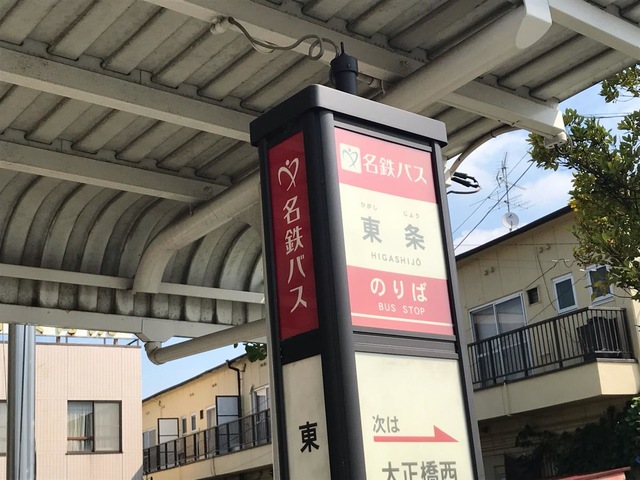 名鉄バス
東
名鉄バス
ひがし じょう
東条
HIGASHIJŌ
のりば
BUS STOP
次は
大正橋西